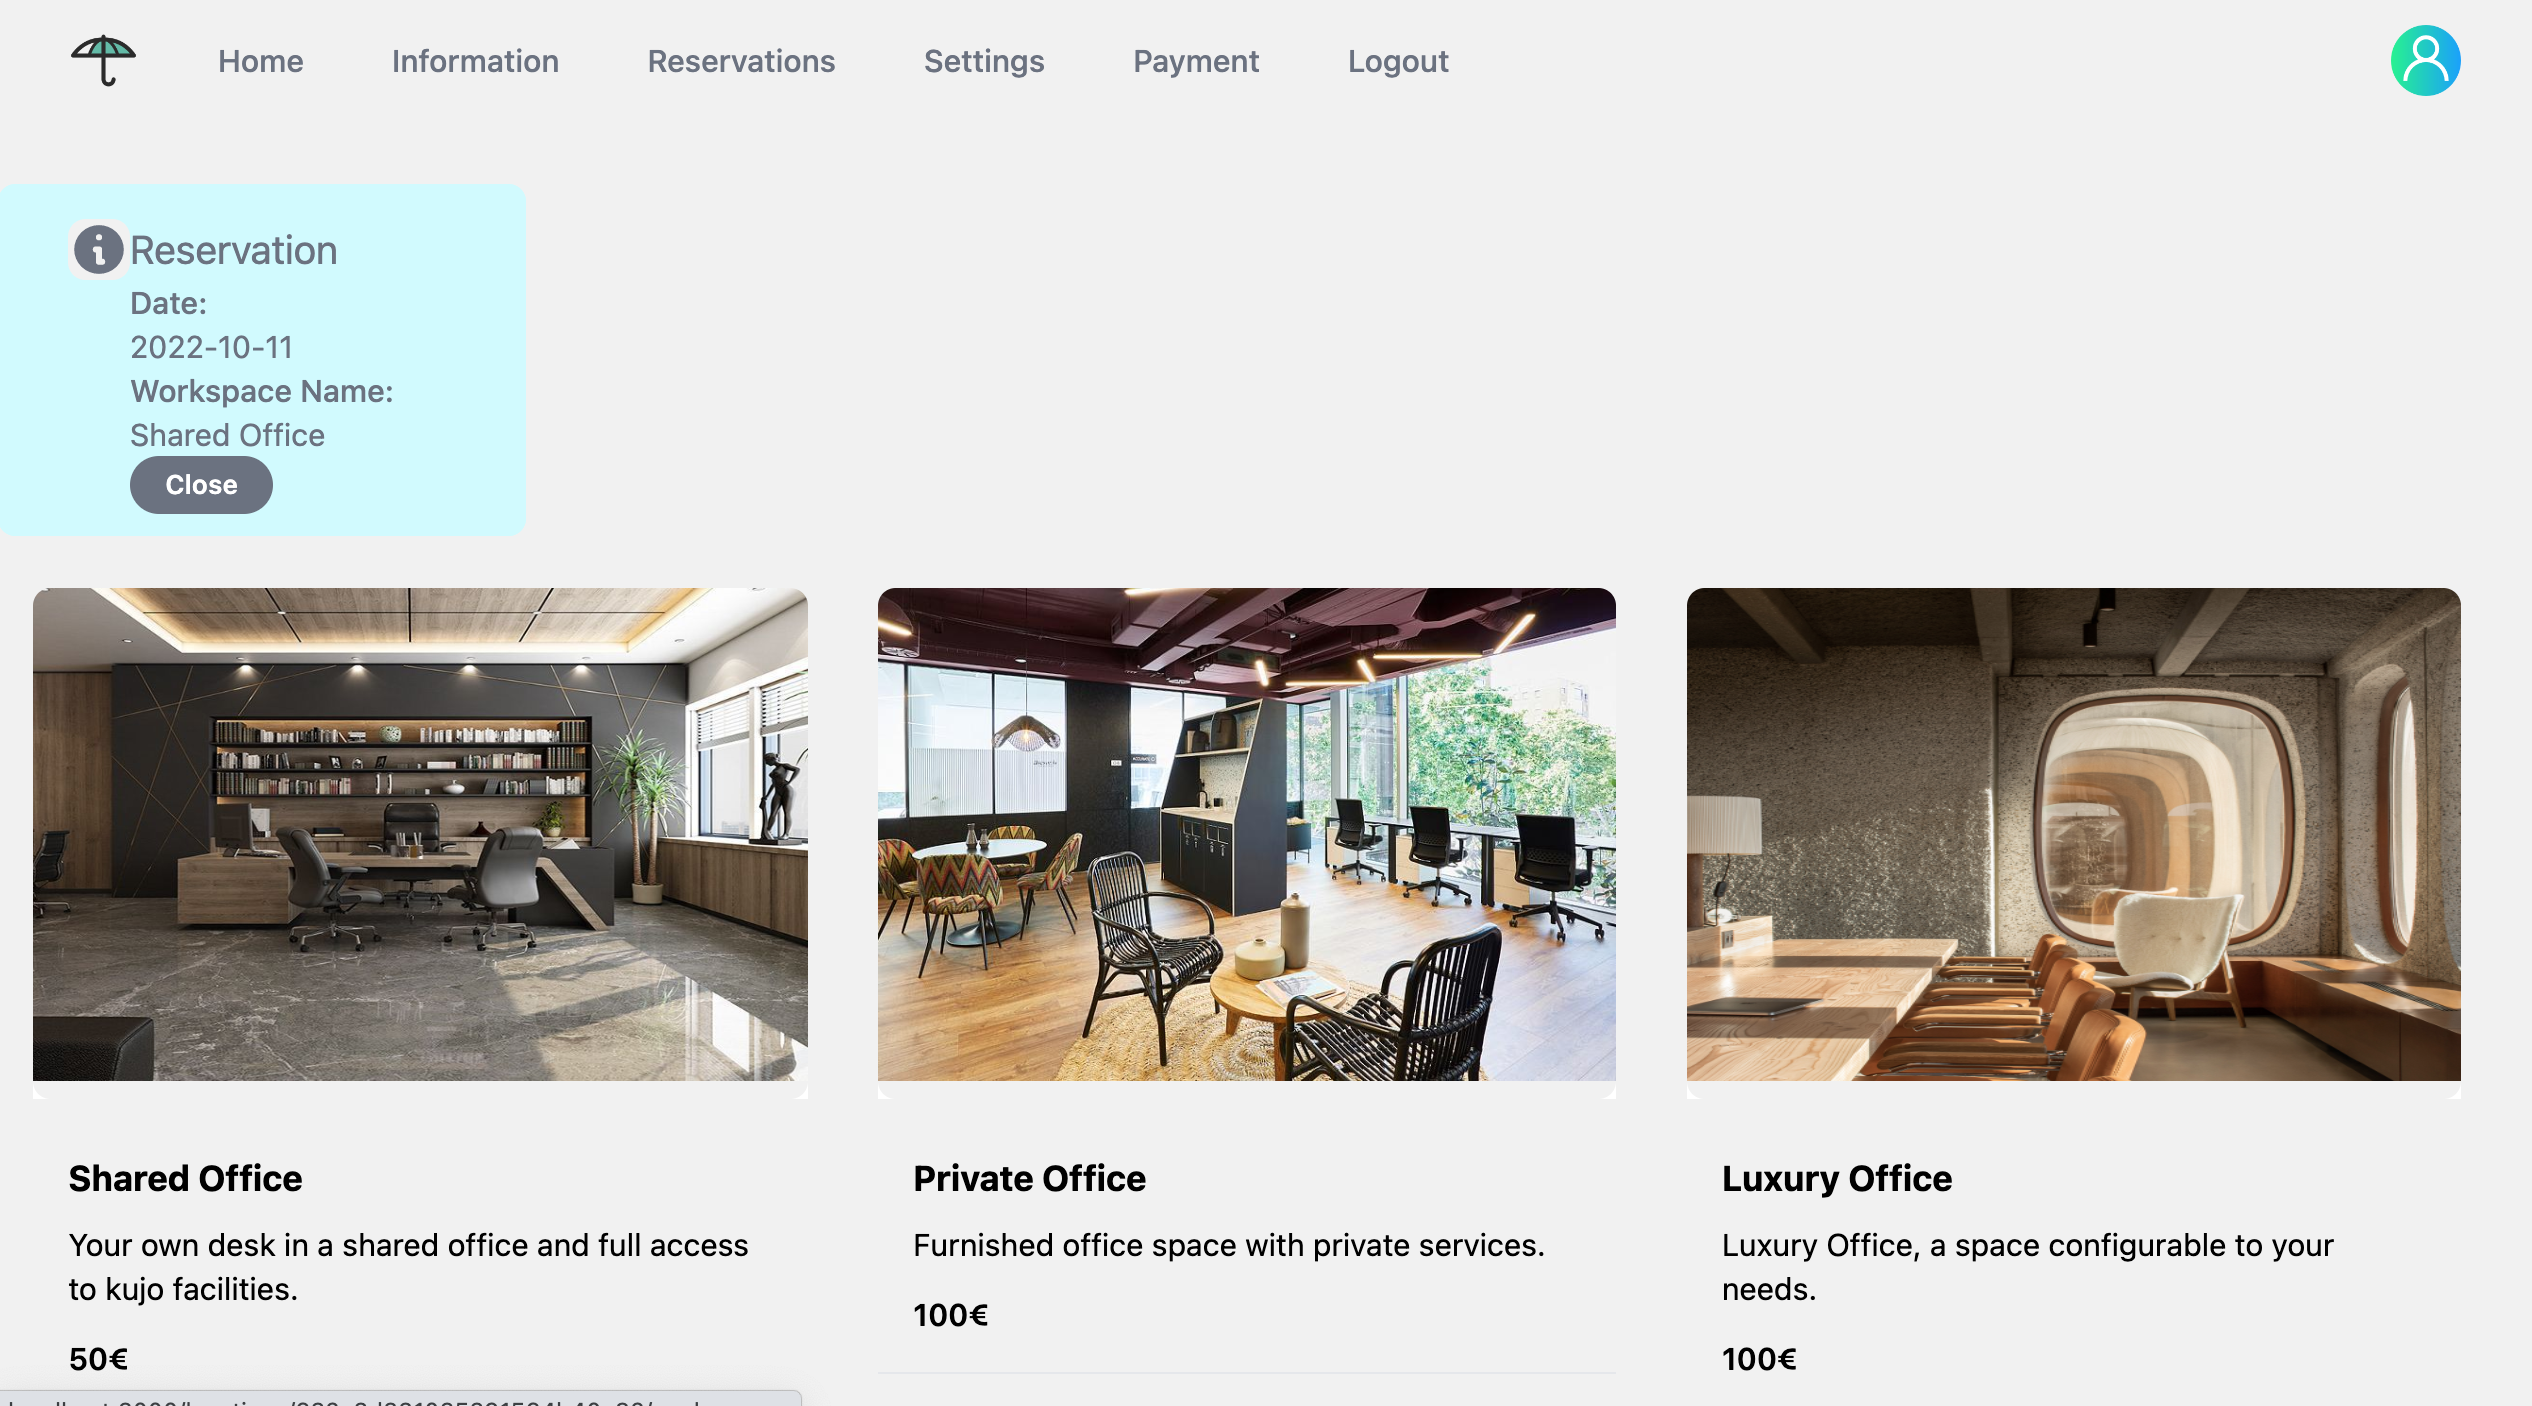 Home Information Reservations Settings Payment Logout
Reservation
Date:
2022-10-11
Workspace Name:
Shared Office
Close
Shared Office
Your own desk in a shared office and full access
to kujo facilities.
50€
Private Office
Furnished office space with private services.
100€
Luxury Office
Luxury Office, a space configurable to your
needs.
100€